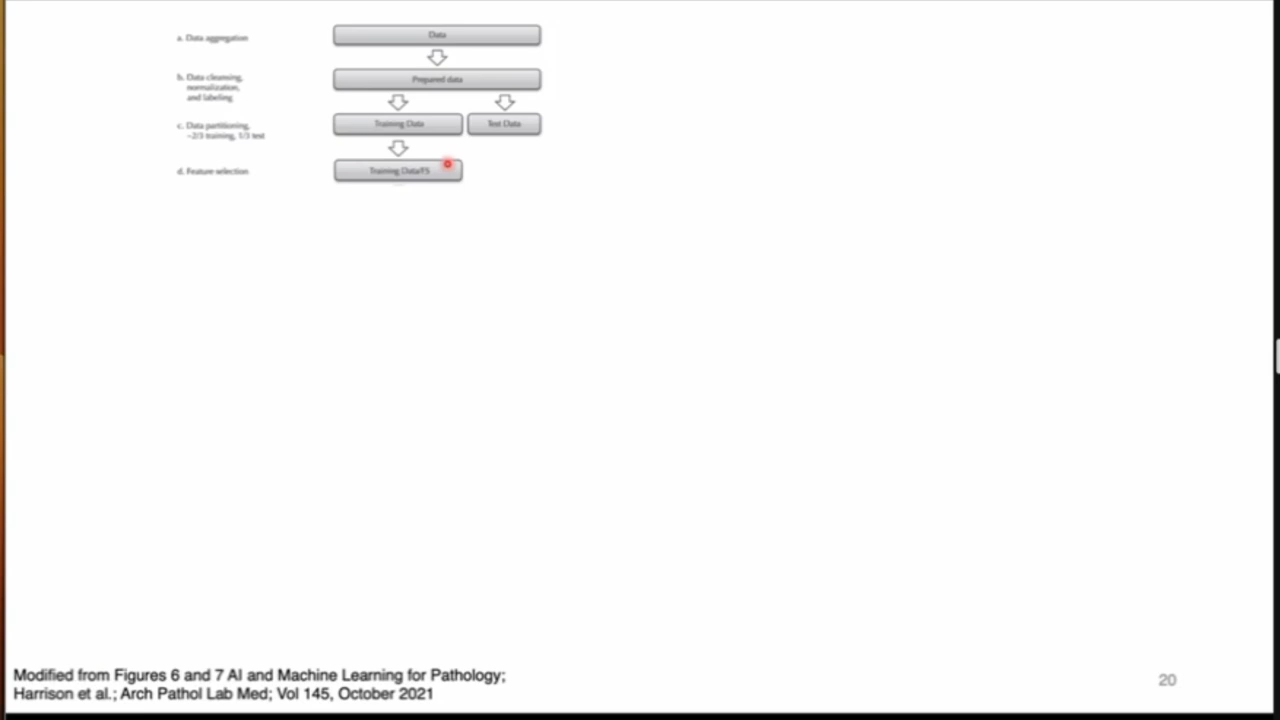 a. Data aggregation
Data
b. Data cleansing,
normalization,
and labeling
Prepared data
c. Data partitioning,
~2/3 training, 1/3 test
Training Data
Test Data
d. Feature selection
Training Data/FS
Modified from Figures 6 and 7 AI and Machine Learning for Pathology;
Harrison et al.; Arch Pathol Lab Med; Vol 145, October 2021
20